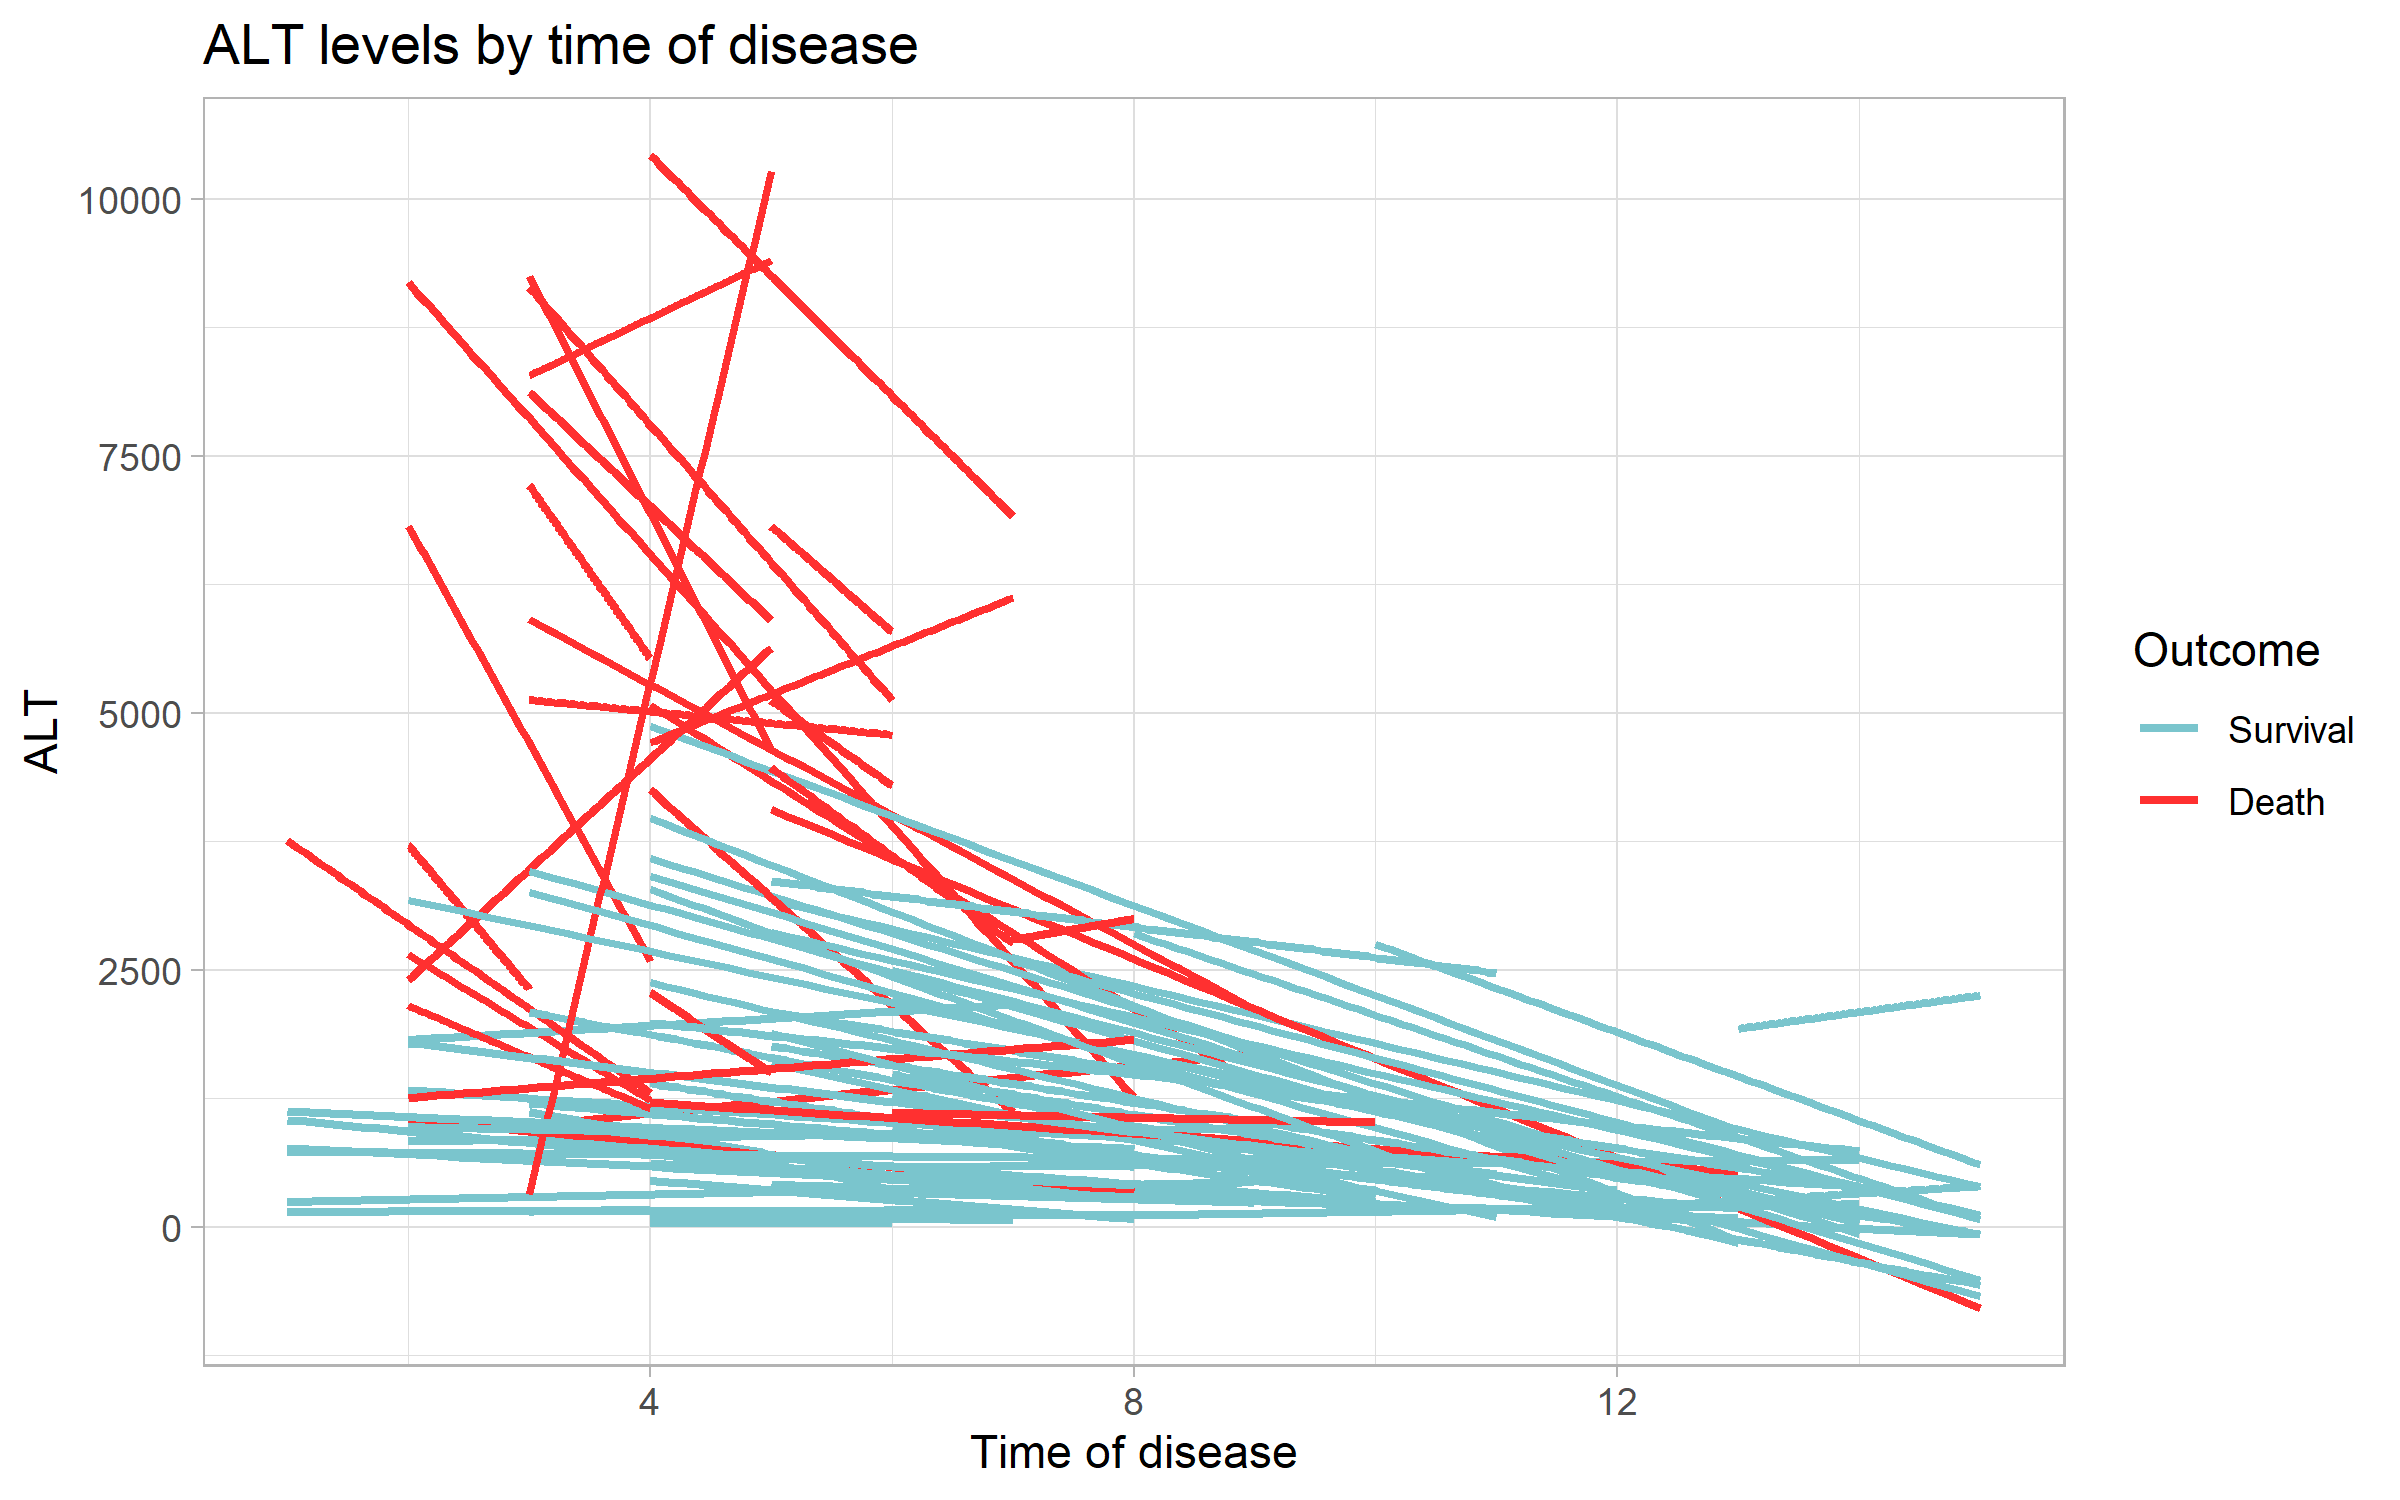 ALT levels by time of disease
10000
7500
5000
2500
0
ALT
4 8 12
Time of disease
Outcome
Survival
Death